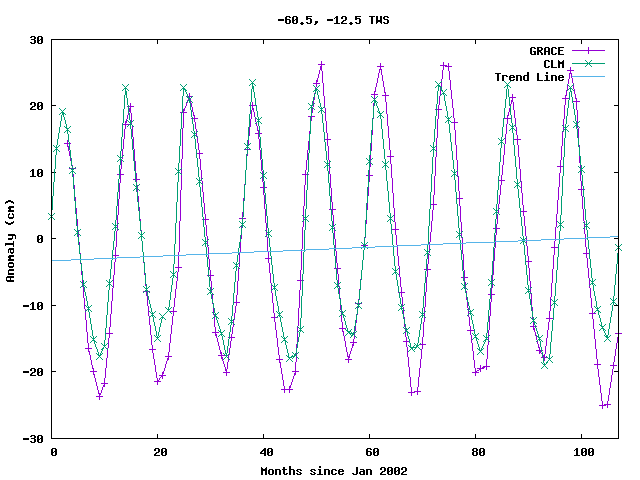 -60.5, -12.5 TWS
GRACE
CLM
Trend Line
30
20
10
0
-10
-20
-30
Anomaly (cm)
0 20 40 60 80 100
Months since Jan 2002